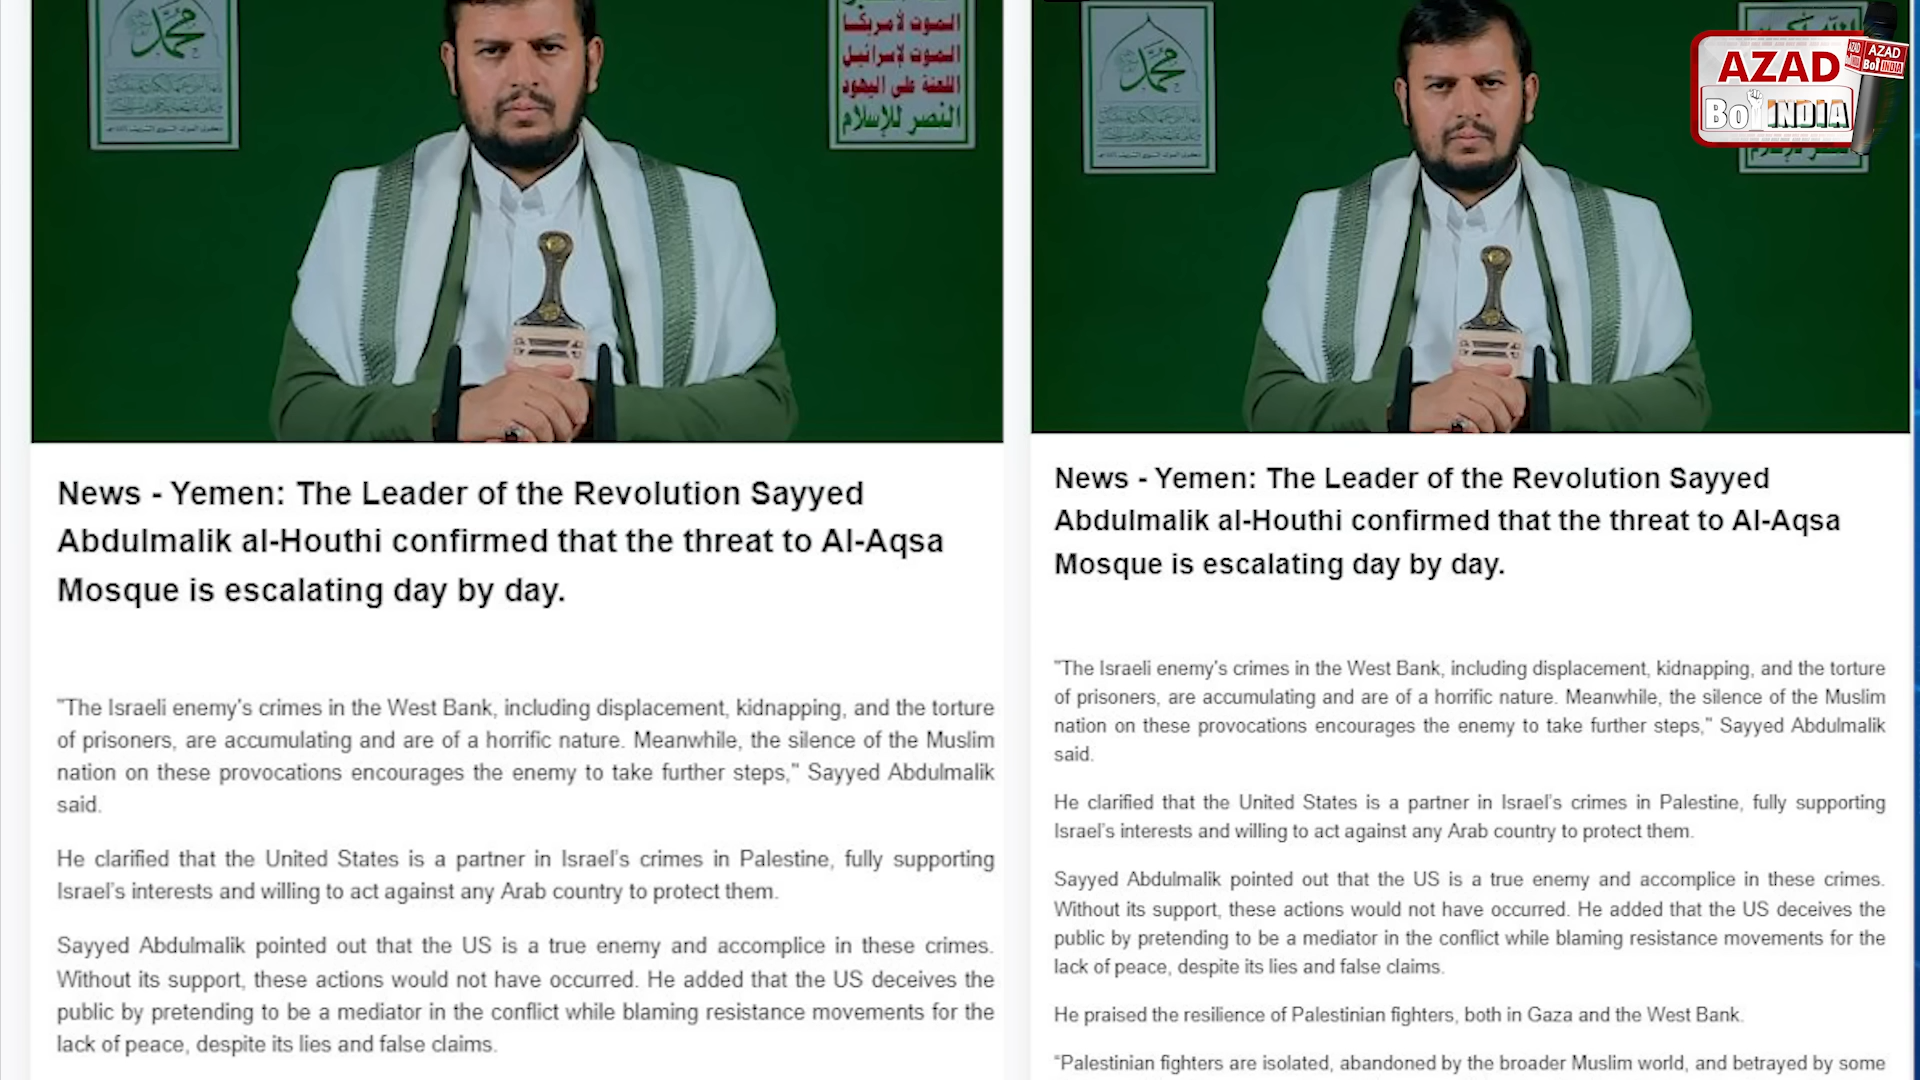 محمد
الموت لأمريكا
الموت لإسرائيل
اللعنة على اليهود
النصر للإسلام
News - Yemen: The Leader of the Revolution Sayyed
Abdulmalik al-Houthi confirmed that the threat to Al-Aqsa
Mosque is escalating day by day.
"The Israeli enemy's crimes in the West Bank, including displacement, kidnapping, and the torture
of prisoners, are accumulating and are of a horrific nature. Meanwhile, the silence of the Muslim
nation on these provocations encourages the enemy to take further steps," Sayyed Abdulmalik
said.
He clarified that the United States is a partner in Israel's crimes in Palestine, fully supporting
Israel's interests and willing to act against any Arab country to protect them.
Sayyed Abdulmalik pointed out that the US is a true enemy and accomplice in these crimes.
Without its support, these actions would not have occurred. He added that the US deceives the
public by pretending to be a mediator in the conflict while blaming resistance movements for the
lack of peace, despite its lies and false claims.
محمد
الله أكبر
AZAD
Bol INDIA
AZAD
Bol INDIA
News - Yemen: The Leader of the Revolution Sayyed
Abdulmalik al-Houthi confirmed that the threat to Al-Aqsa
Mosque is escalating day by day.
"The Israeli enemy's crimes in the West Bank, including displacement, kidnapping, and the torture
of prisoners, are accumulating and are of a horrific nature. Meanwhile, the silence of the Muslim
nation on these provocations encourages the enemy to take further steps," Sayyed Abdulmalik
said.
He clarified that the United States is a partner in Israel's crimes in Palestine, fully supporting
Israel's interests and willing to act against any Arab country to protect them.
Sayyed Abdulmalik pointed out that the US is a true enemy and accomplice in these crimes.
Without its support, these actions would not have occurred. He added that the US deceives the
public by pretending to be a mediator in the conflict while blaming resistance movements for the
lack of peace, despite its lies and false claims.
He praised the resilience of Palestinian fighters, both in Gaza and the West Bank.
"Palestinian fighters are isolated, abandoned by the broader Muslim world, and betrayed by some